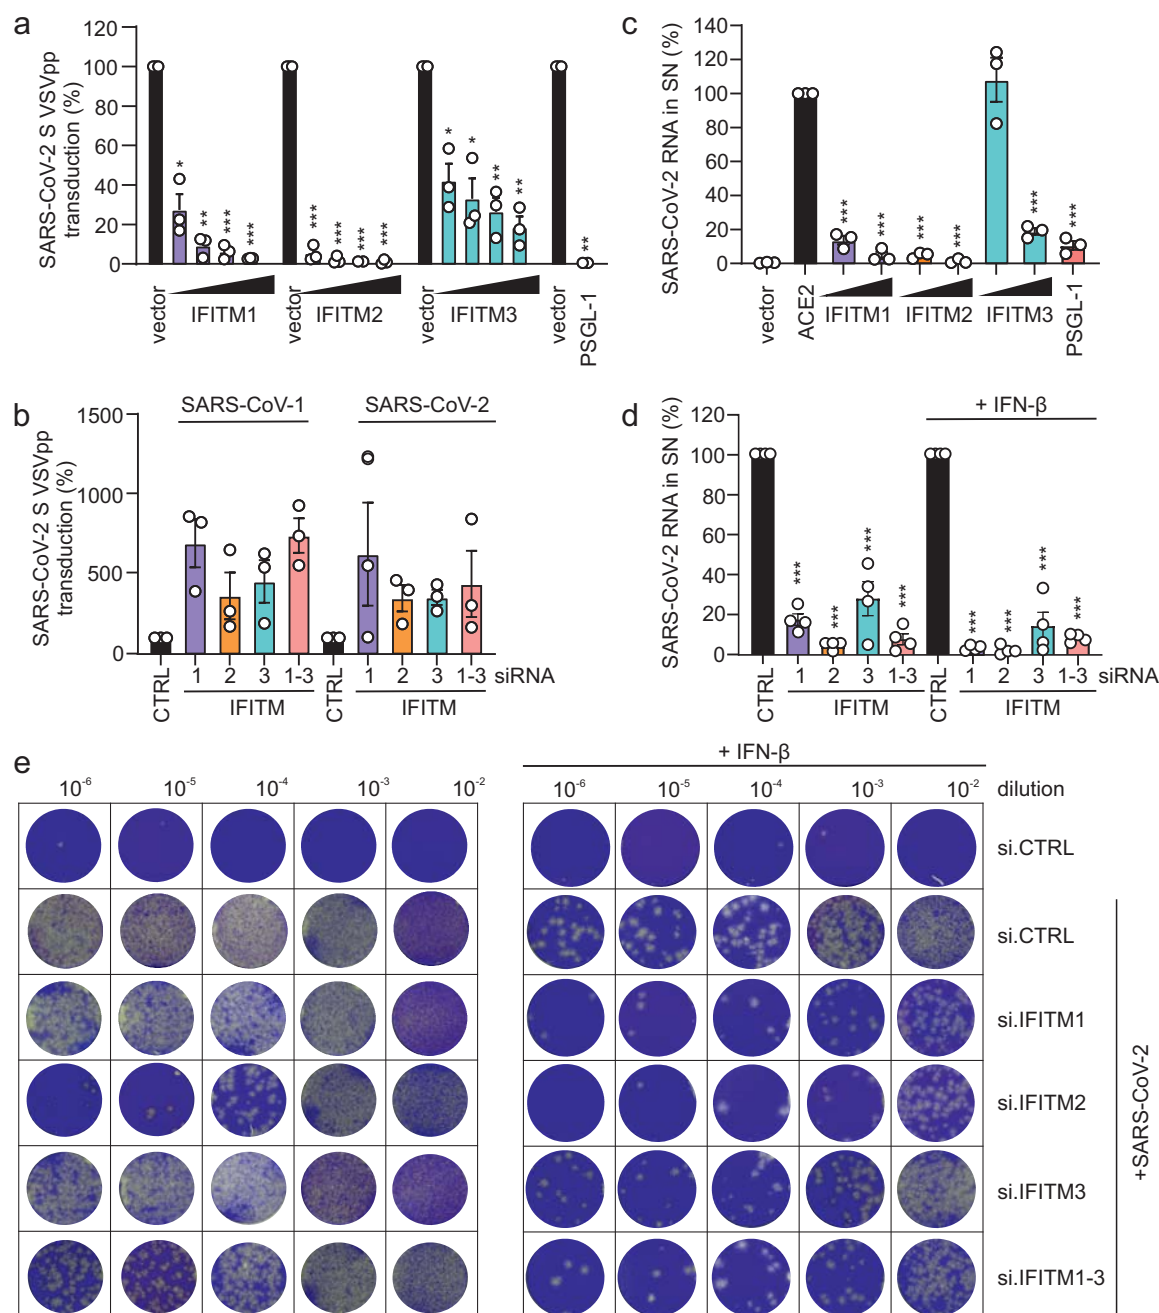 a
SARS-CoV-2 S VSVpp
transduction (%)
120
100
80
60
40
20
0
*
**
***
***
***
***
***
***
*
*
**
**
**
vector
IFITM1
vector
IFITM2
vector
IFITM3
vector
PSGL-1
c
SARS-CoV-2 RNA in SN (%)
140
120
100
80
60
40
20
0
***
***
***
***
***
***
vector
ACE2
IFITM1
IFITM2
IFITM3
PSGL-1
b
SARS-CoV-2 S VSVpp
transduction (%)
1500
1000
500
0
SARS-CoV-1
SARS-CoV-2
CTRL
1 2 3 1-3
CTRL
1 2 3 1-3 siRNA
IFITM
IFITM
d
SARS-CoV-2 RNA in SN (%)
120
100
80
60
40
20
0
+ IFN-β
***
***
***
***
***
***
***
***
CTRL
1 2 3 1-3
CTRL
1 2 3 1-3 siRNA
IFITM
IFITM
e
+ IFN-β
10-6 10-5 10-4 10-3 10-2
10-6 10-5 10-4 10-3 10-2 dilution
si.CTRL
si.CTRL
si.IFITM1
si.IFITM2
si.IFITM3
si.IFITM1-3
+SARS-CoV-2